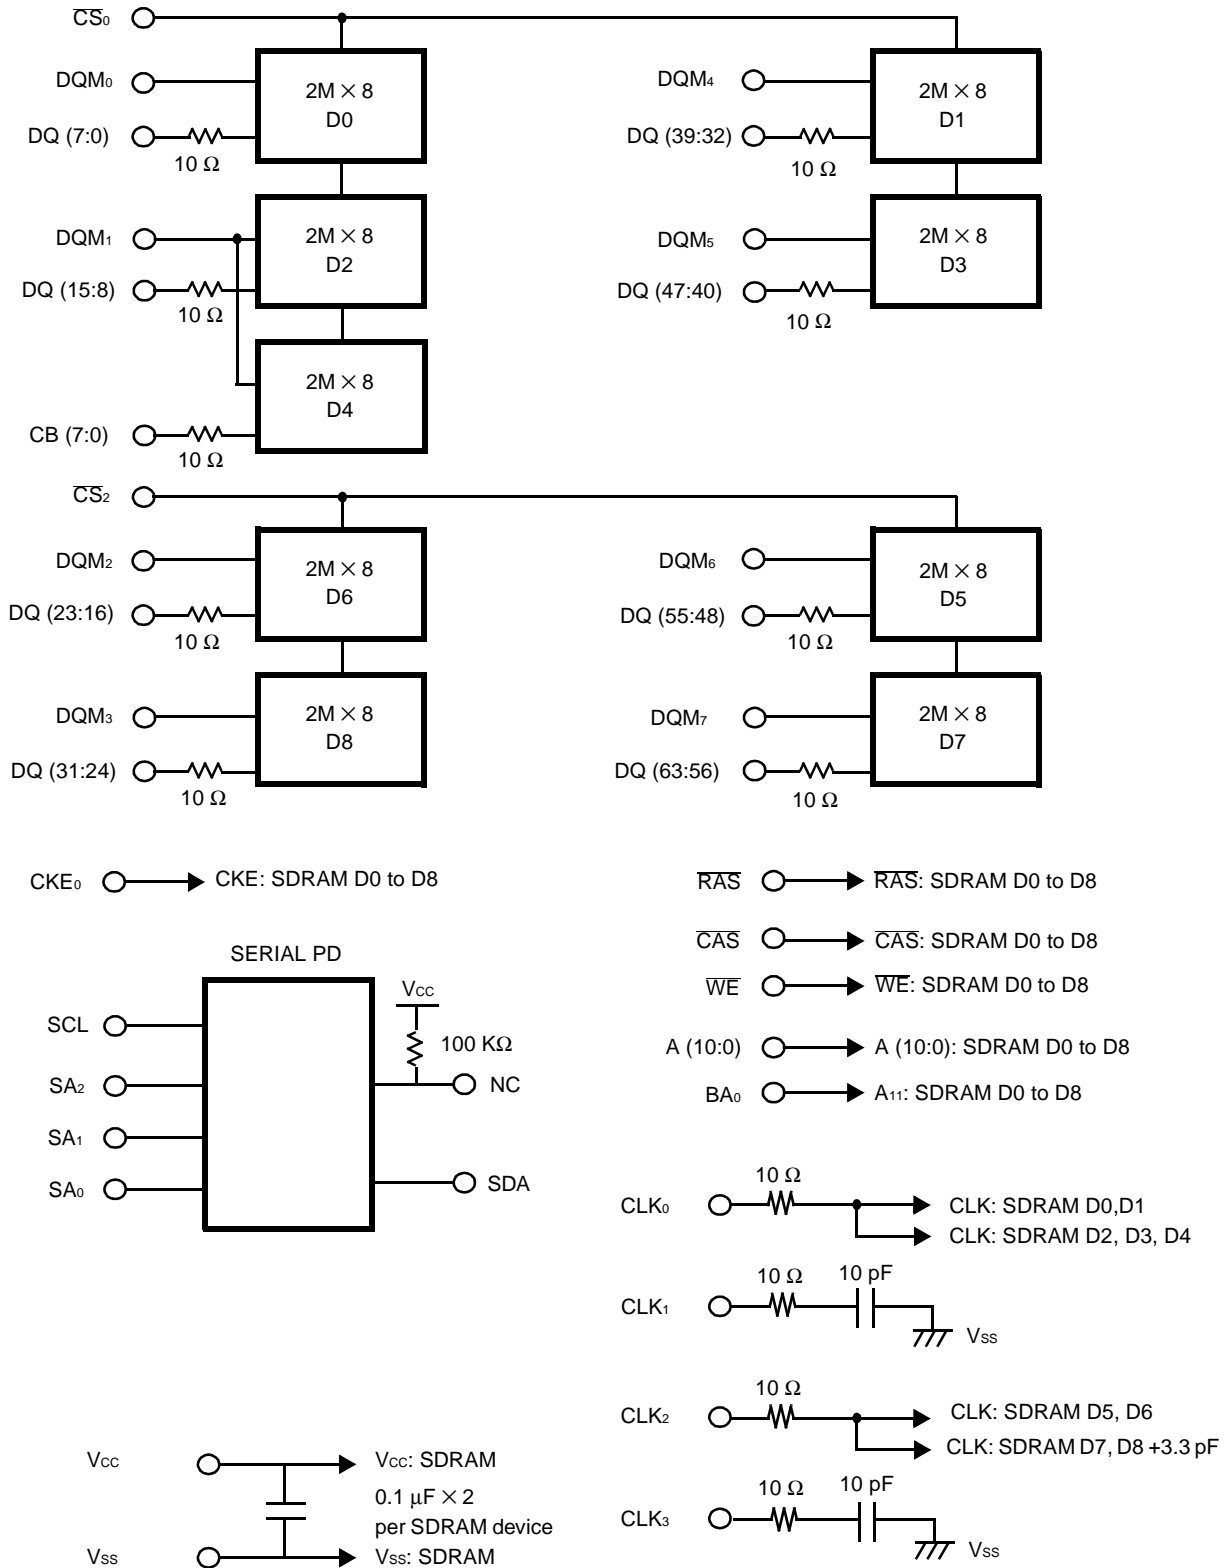 CS0
DQM0
2M × 8
D0
DQ (7:0)
10 Ω
DQM4
2M × 8
D1
DQ (39:32)
10 Ω
DQM1
2M × 8
D2
DQ (15:8)
10 Ω
DQM5
2M × 8
D3
DQ (47:40)
10 Ω
2M × 8
D4
CB (7:0)
10 Ω
CS2
DQM2
2M × 8
D6
DQ (23:16)
10 Ω
DQM6
2M × 8
D5
DQ (55:48)
10 Ω
DQM3
2M × 8
D8
DQ (31:24)
10 Ω
DQM7
2M × 8
D7
DQ (63:56)
10 Ω
CKE0
CKE: SDRAM D0 to D8
RAS
RAS: SDRAM D0 to D8
CAS
CAS: SDRAM D0 to D8
WE
WE: SDRAM D0 to D8
A (10:0)
A (10:0): SDRAM D0 to D8
BA0
A11: SDRAM D0 to D8
SERIAL PD
VCC
100 KΩ
SCL
SA2
SA1
SA0
NC
SDA
10 Ω
CLK0
CLK: SDRAM D0,D1
CLK: SDRAM D2, D3, D4
10 Ω
10 pF
CLK1
VSS
10 Ω
CLK2
CLK: SDRAM D5, D6
CLK: SDRAM D7, D8 +3.3 pF
10 Ω
10 pF
CLK3
VSS
VCC
VCC: SDRAM
0.1 μF × 2
per SDRAM device
VSS
VSS: SDRAM